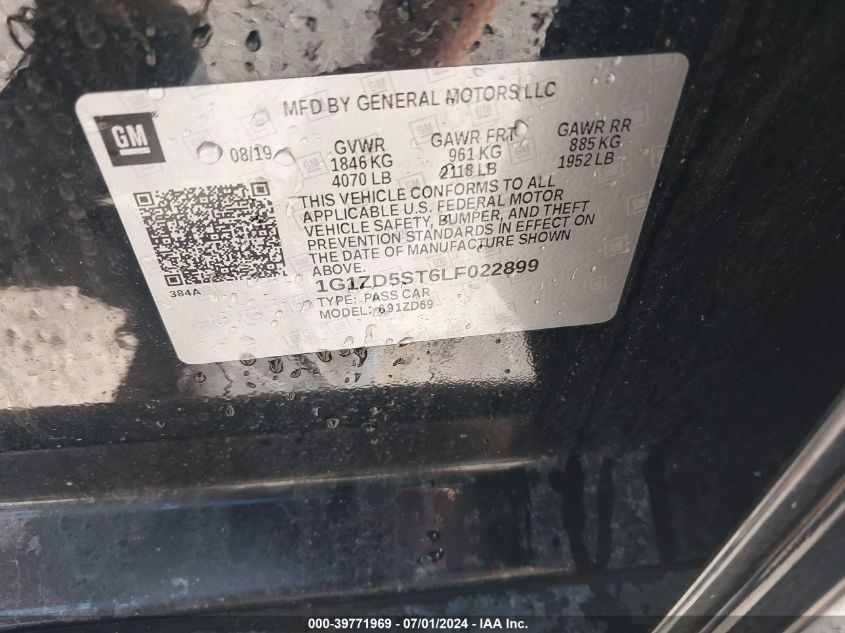 MFD BY GENERAL MOTORS LLC
GM
08/19
GVWR
1846 KG
4070 LB
GAWR FRT
961 KG
2118 LB
GAWR RR
885 KG
1952 LB
THIS VEHICLE CONFORMS TO ALL
APPLICABLE U.S. FEDERAL MOTOR
VEHICLE SAFETY, BUMPER, AND THEFT
PREVENTION STANDARDS IN EFFECT ON
THE DATE OF MANUFACTURE SHOWN
ABOVE.
384A
1G1ZD5ST6LF022899
TYPE: PASS CAR
MODEL: 691ZD69
000-39771969 - 07/01/2024 - IAA Inc.